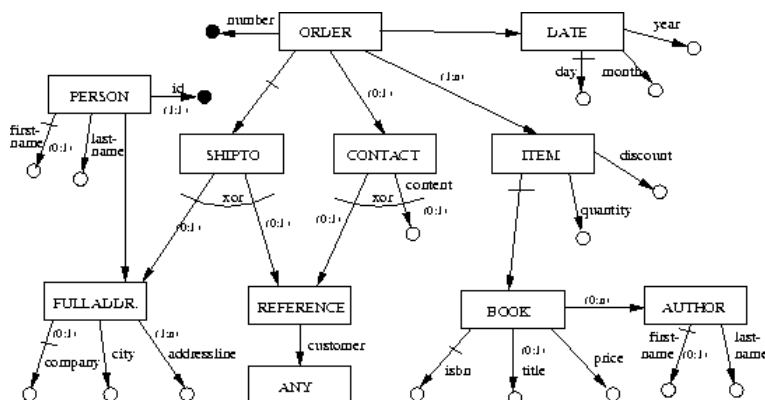 number
ORDER
DATE
year
day
month
PERSON
id
(1:1)
(0:1)
(1:n)
first-
name
(0:1)
last-
name
SHIPTO
CONTACT
ITEM
discount
xor
xor
content
(0:1)
quantity
(0:1)
(0:1)
(0:1)
FULLADDR.
REFERENCE
BOOK
(0:n)
AUTHOR
(0:1)
company
city
(1:n)
addressline
customer
isbn
(0:1)
title
price
first-
name
(0:1)
last-
name
ANY